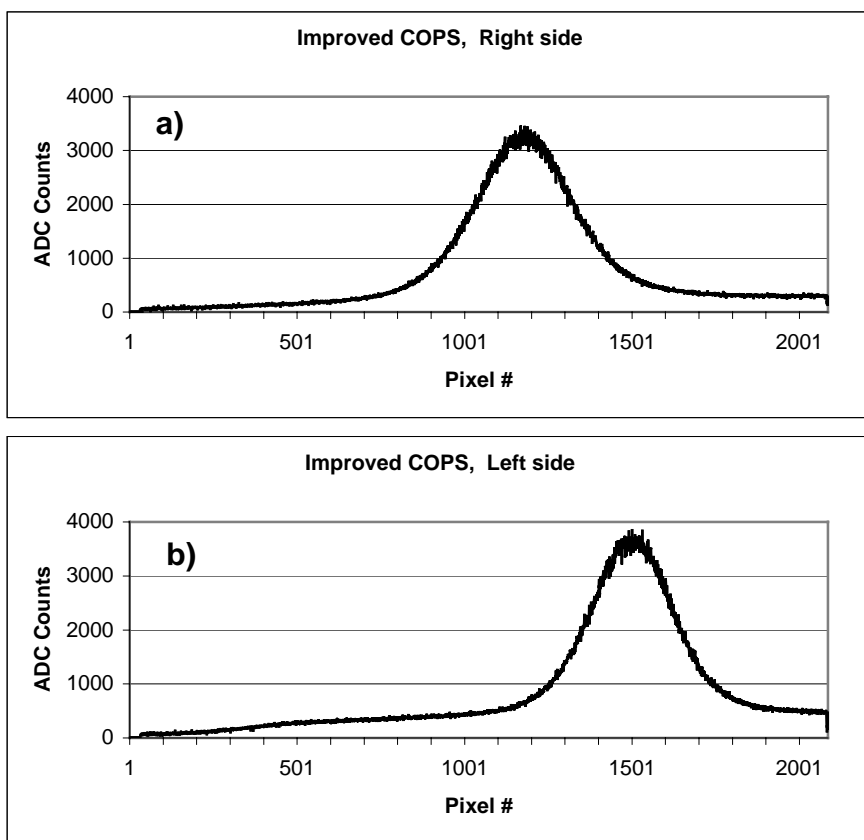 Improved COPS, Right side
a)
4000
3000
2000
1000
0
ADC Counts
1 501 1001 1501 2001
Pixel #
Improved COPS, Left side
b)
4000
3000
2000
1000
0
ADC Counts
1 501 1001 1501 2001
Pixel #